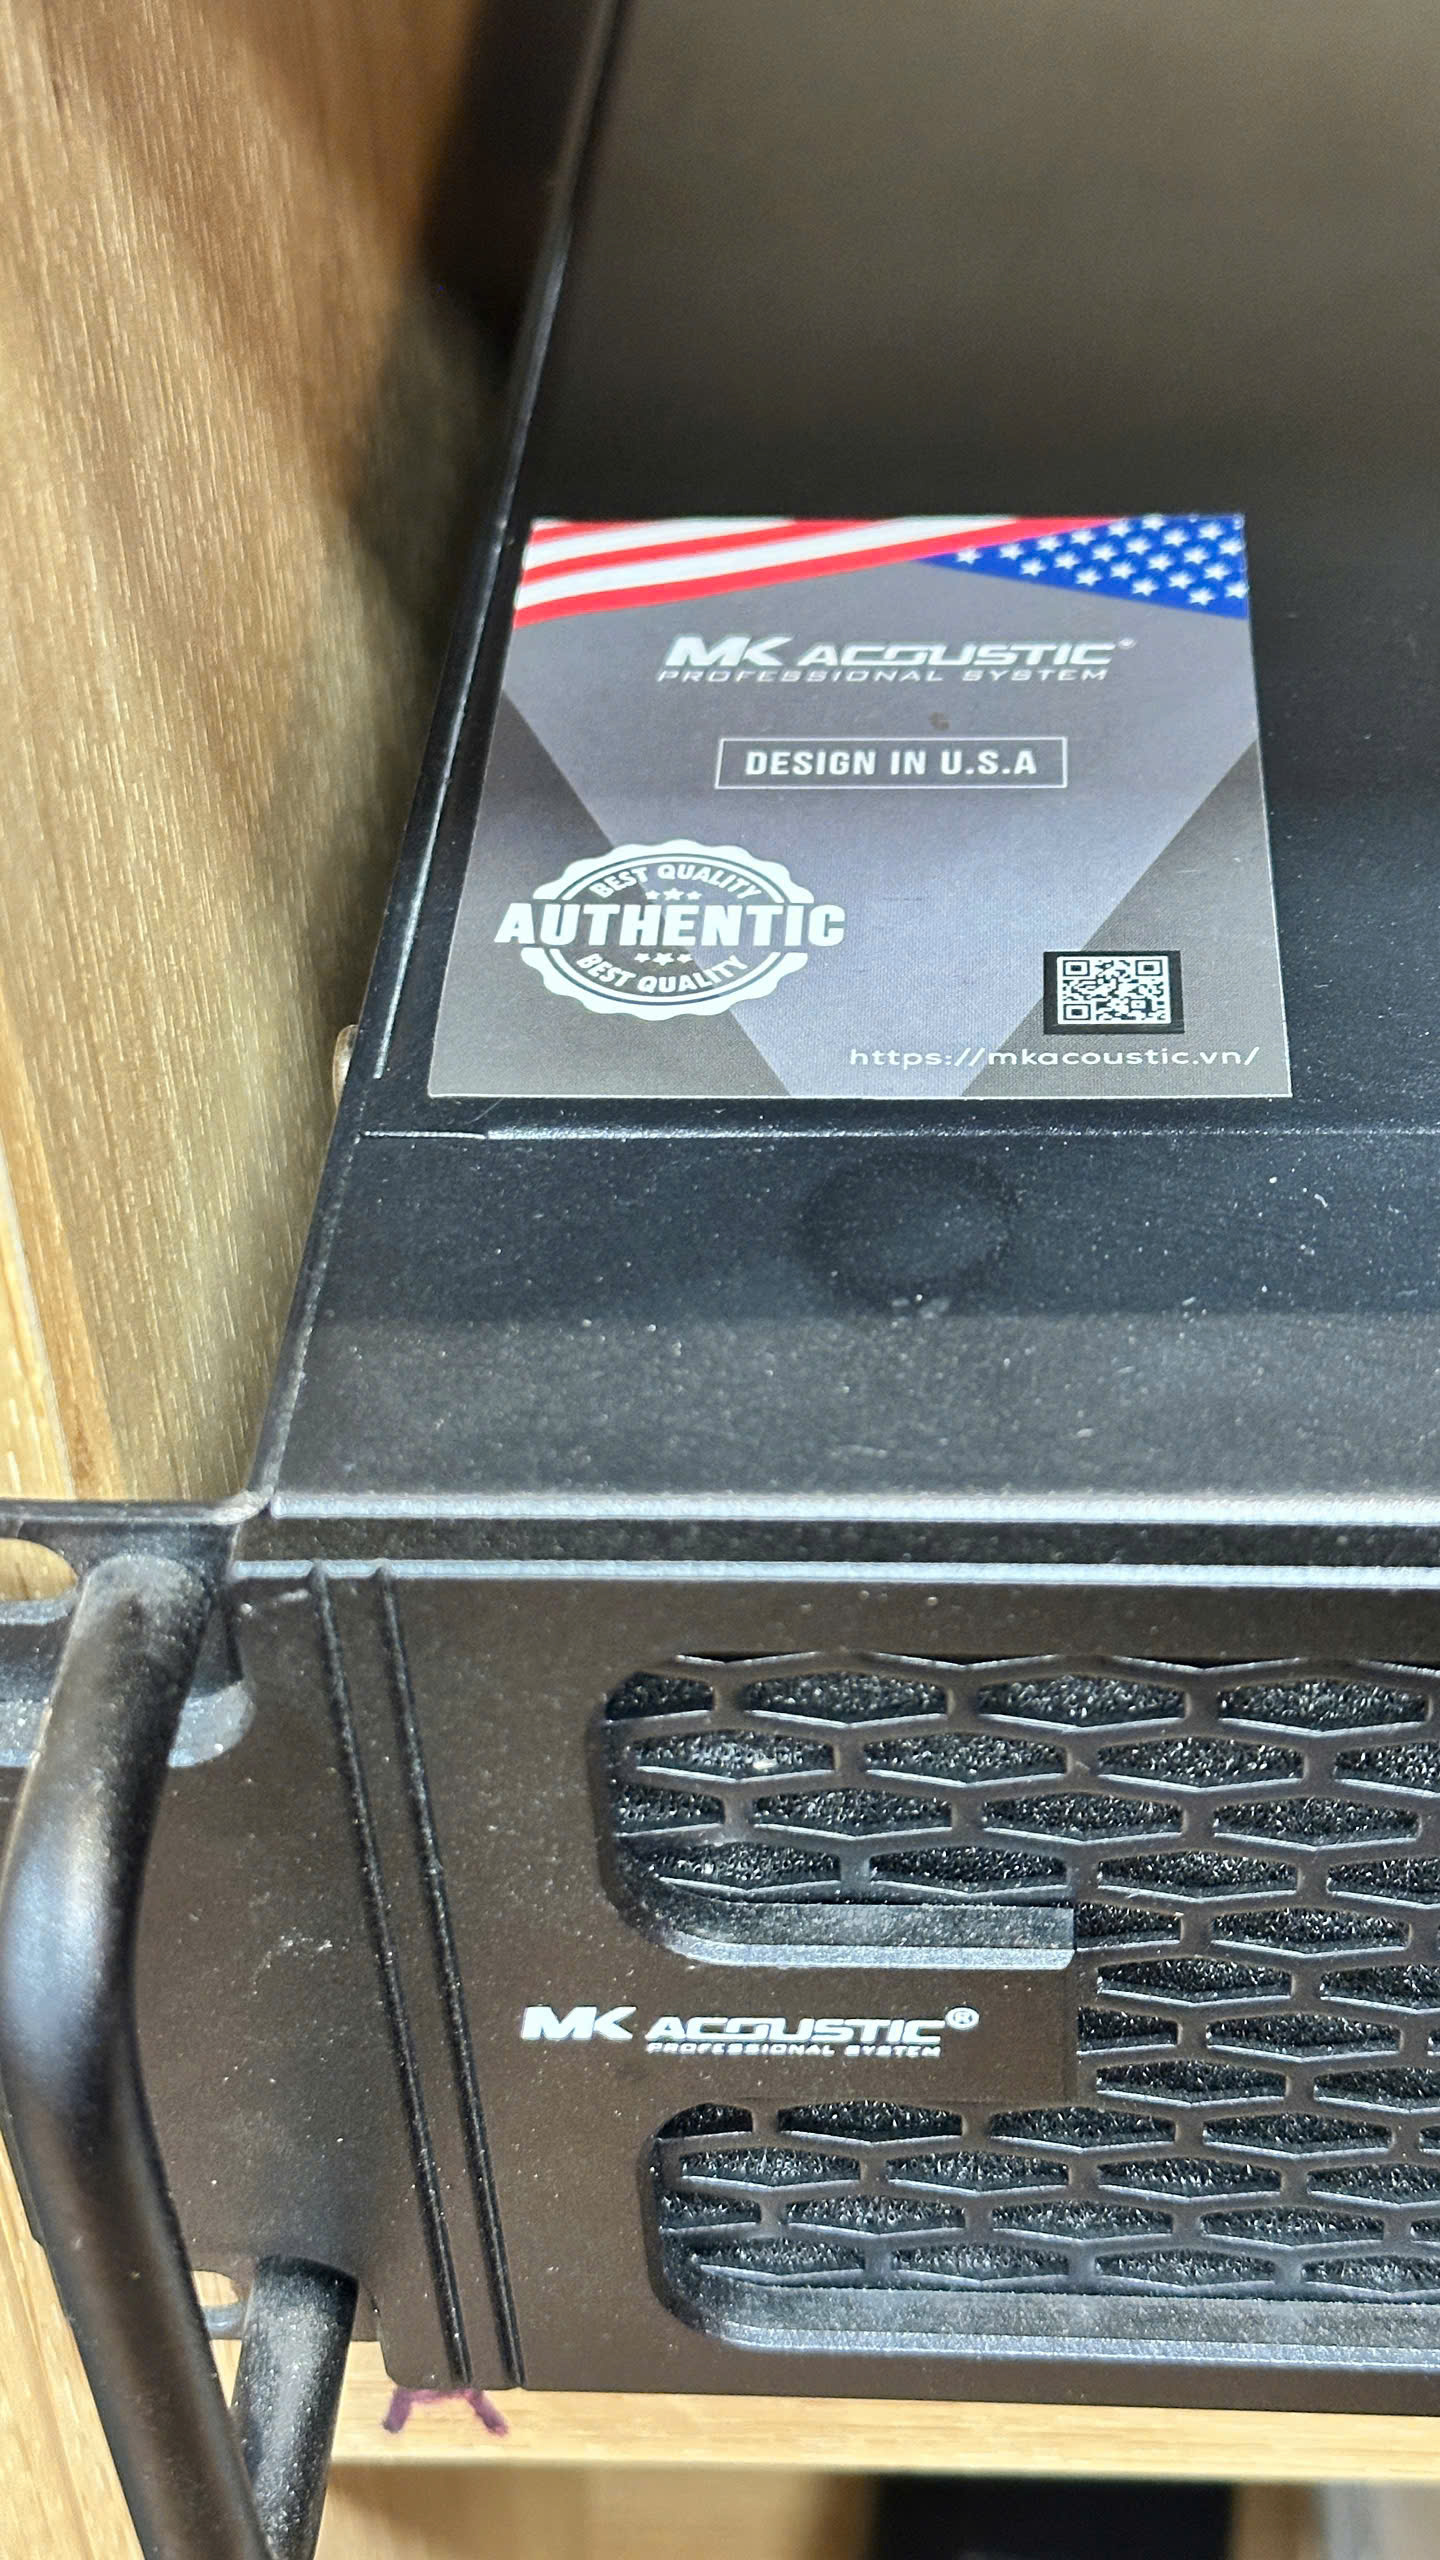 MK ACOUSTIC®
PROFESSIONAL SYSTEM
DESIGN IN U.S.A
BEST QUALITY
AUTHENTIC
BEST QUALITY
https://mkacoustic.vn/
MK ACOUSTIC®
PROFESSIONAL SYSTEM